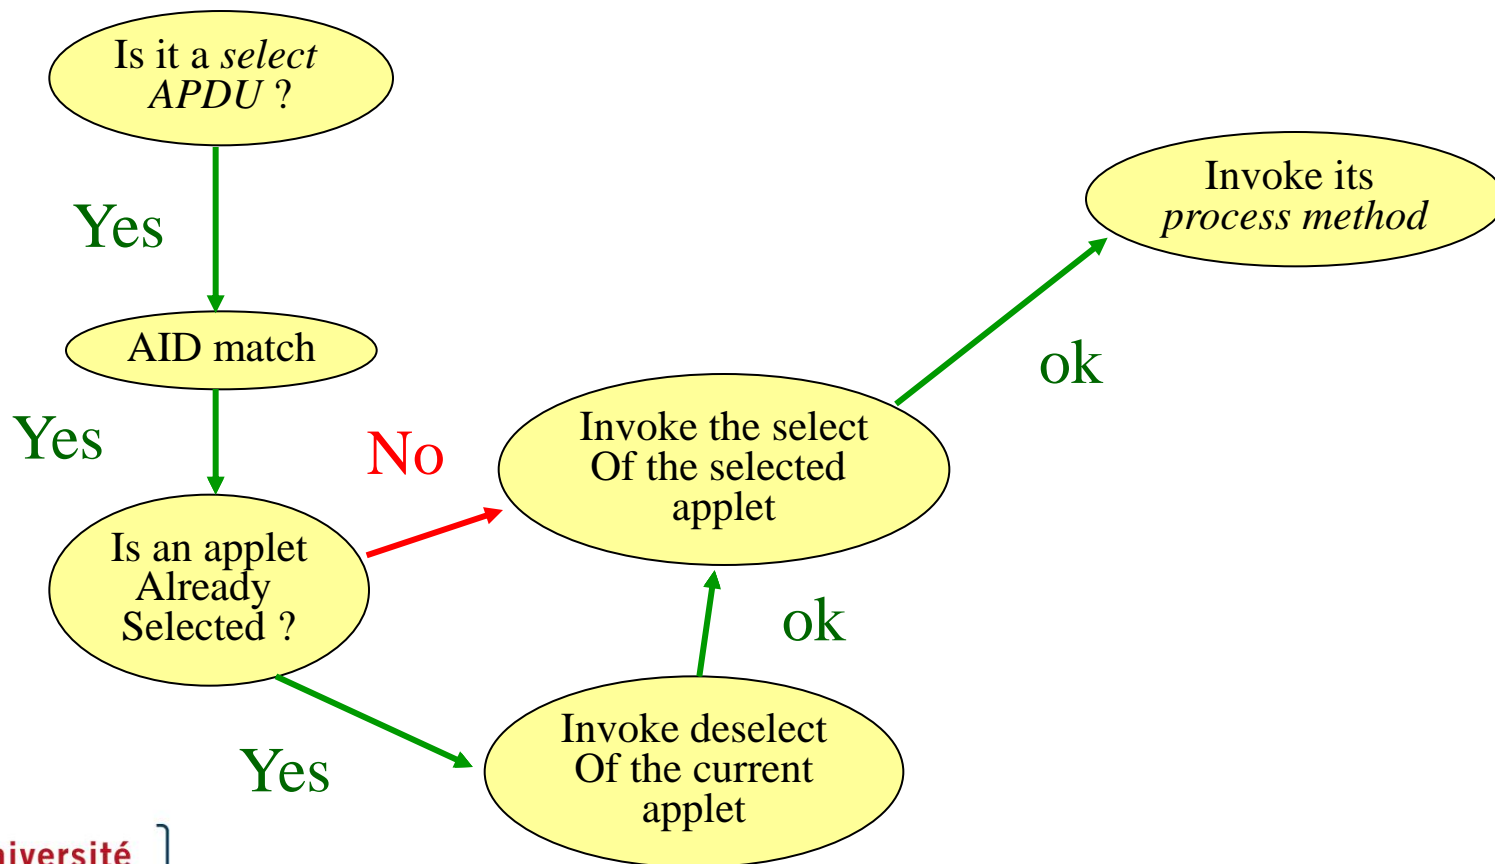 Is it a select
APDU ?
Yes
AID match
Yes
No
Is an applet
Already
Selected ?
Yes
Invoke the select
Of the selected
applet
ok
Invoke deselect
Of the current
applet
ok
Invoke its
process method